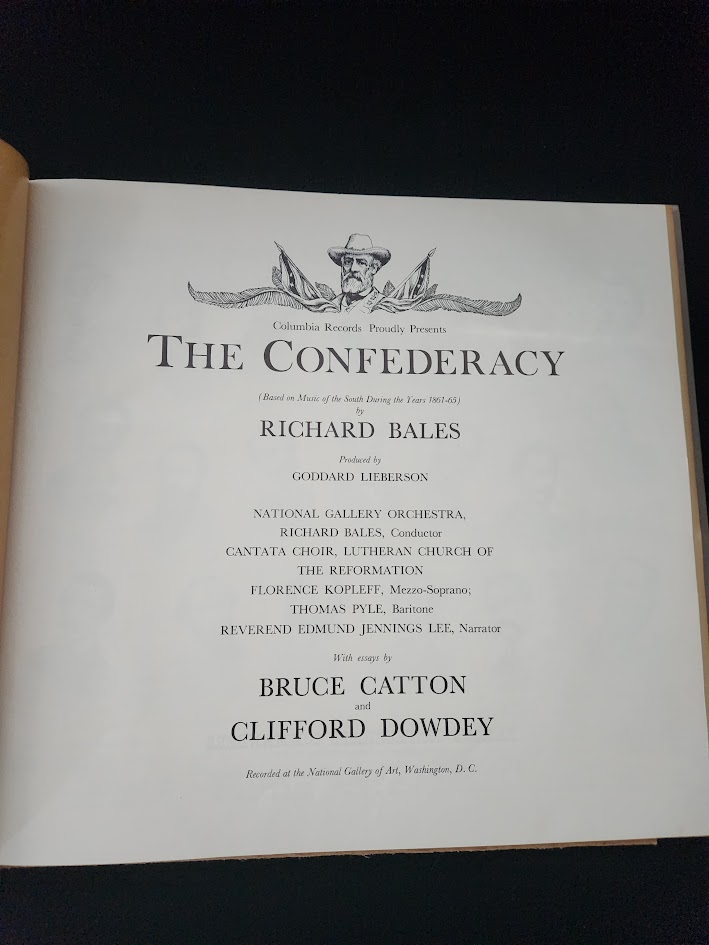 Columbia Records Proudly Presents
THE CONFEDERACY
(Based on Music of the South During the Years 1861-65)
by
RICHARD BALES
Produced by
GODDARD LIEBERSON
NATIONAL GALLERY ORCHESTRA,
RICHARD BALES, Conductor
CANTATA CHOIR, LUTHERAN CHURCH OF
THE REFORMATION
FLORENCE KOPLEFF, Mezzo-Soprano;
THOMAS PYLE, Baritone
REVEREND EDMUND JENNINGS LEE, Narrator
With essays by
BRUCE CATTON
and
CLIFFORD DOWDEY
Recorded at the National Gallery of Art, Washington, D. C.